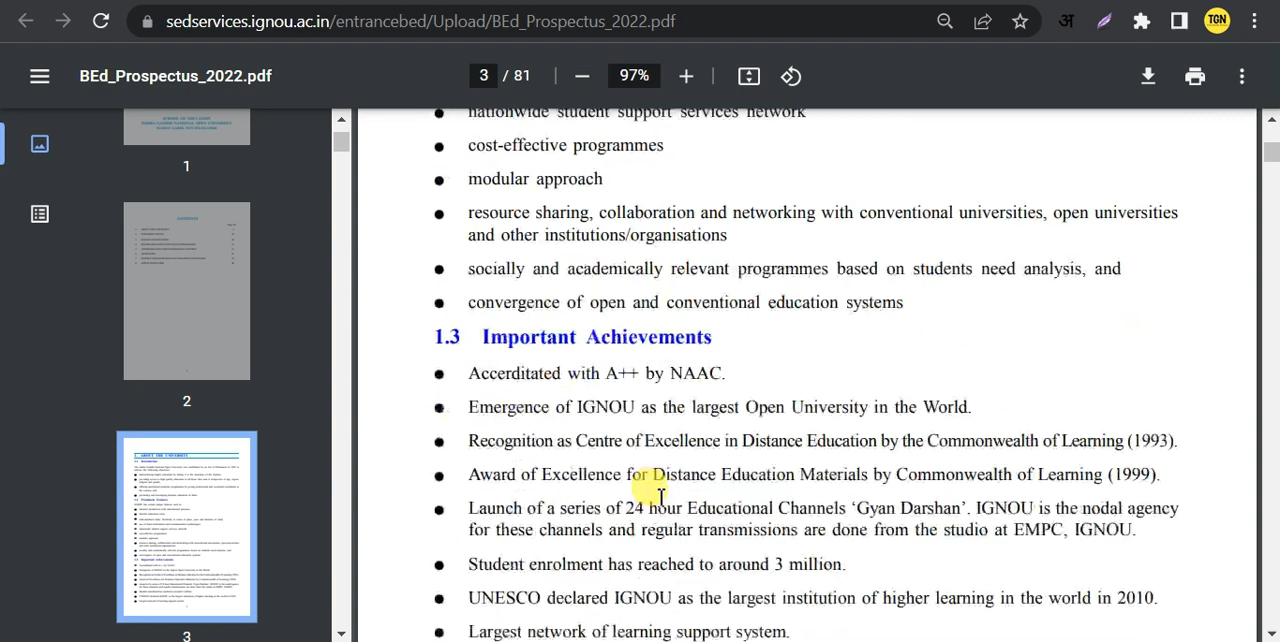 sedservices.ignou.ac.in/entrancebed/Upload/BEd_Prospectus_2022.pdf
अ
TGN
BEd_Prospectus_2022.pdf
3 / 81
97%
1
2
3
nationwide student support services network
cost-effective programmes
modular approach
resource sharing, collaboration and networking with conventional universities, open universities
and other institutions/organisations
socially and academically relevant programmes based on students need analysis, and
convergence of open and conventional education systems
1.3 Important Achievements
Accerditated with A++ by NAAC.
Emergence of IGNOU as the largest Open University in the World.
Recognition as Centre of Excellence in Distance Education by the Commonwealth of Learning (1993).
Award of Excellence for Distance Education Materials by Commonwealth of Learning (1999).
Launch of a series of 24 hour Educational Channels 'Gyan Darshan'. IGNOU is the nodal agency
for these channels and regular transmissions are done from the studio at EMPC, IGNOU.
Student enrolment has reached to around 3 million.
UNESCO declared IGNOU as the largest institution of higher learning in the world in 2010.
Largest network of learning support system.